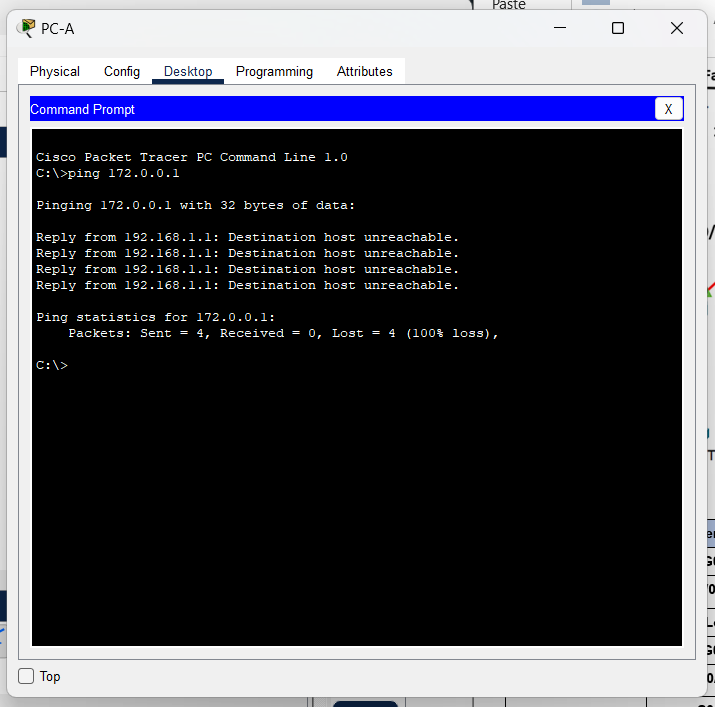 Paste
PC-A
Physical Config Desktop Programming Attributes
Command Prompt
X
Cisco Packet Tracer PC Command Line 1.0
C:\>ping 172.0.0.1
Pinging 172.0.0.1 with 32 bytes of data:
Reply from 192.168.1.1: Destination host unreachable.
Reply from 192.168.1.1: Destination host unreachable.
Reply from 192.168.1.1: Destination host unreachable.
Reply from 192.168.1.1: Destination host unreachable.
Ping statistics for 172.0.0.1:
Packets: Sent = 4, Received = 0, Lost = 4 (100% loss),
C:\>
Top